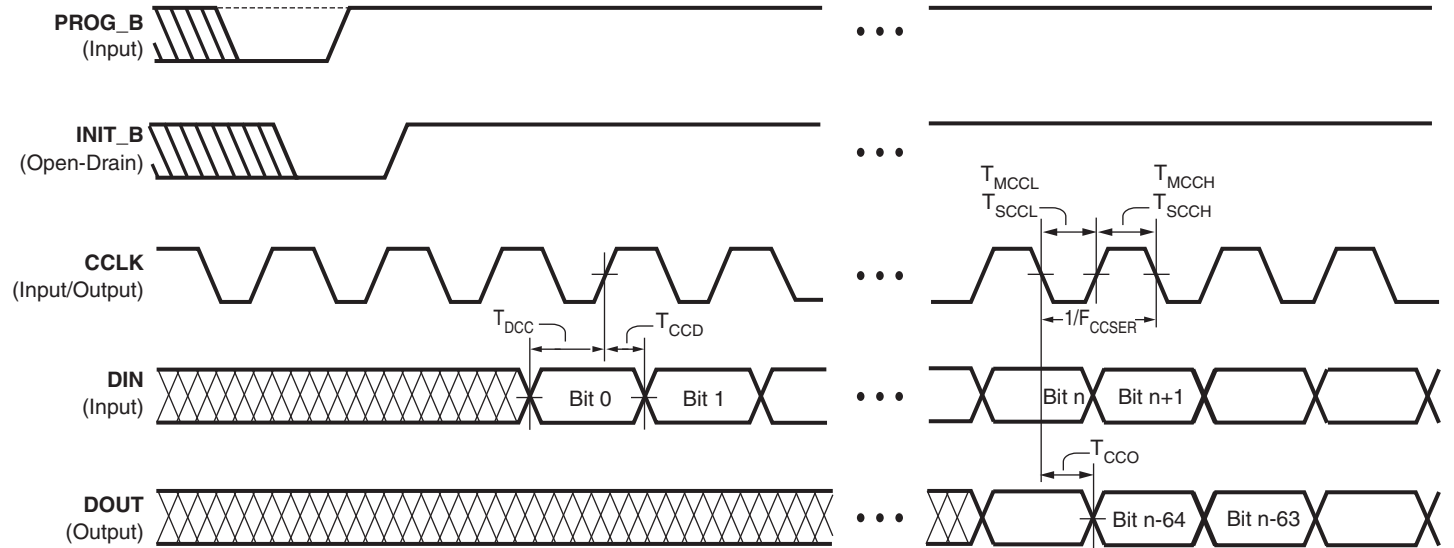 PROG_B
(Input)
INIT_B
(Open-Drain)
T_MCCL
T_SCCL
T_MCCH
T_SCCH
CCLK
(Input/Output)
1/F_CCSER
T_DCC
T_CCD
DIN
(Input)
Bit 0
Bit 1
Bit n
Bit n+1
T_CCO
DOUT
(Output)
Bit n-64
Bit n-63